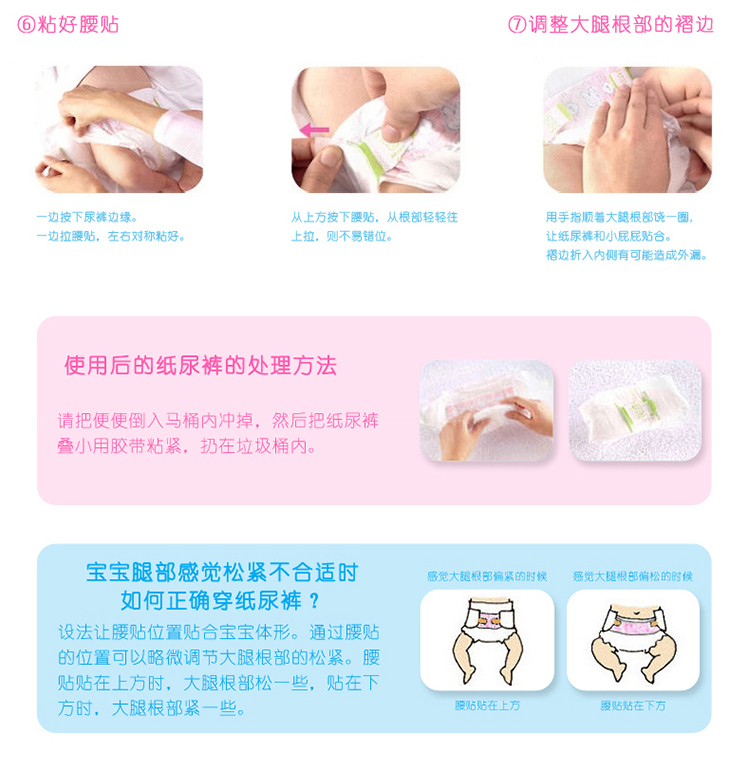 ⑥粘好腰贴
⑦调整大腿根部的褶边
一边按下尿裤边缘。
一边拉腰贴，左右对称粘好。
从上方按下腰贴，从根部轻轻往
上拉，则不易错位。
用手指顺着大腿根部饶一圈，
让纸尿裤和小屁屁贴合。
褶边折入内侧有可能造成外漏。
使用后的纸尿裤的处理方法
请把便便倒入马桶内冲掉，然后把纸尿裤
叠小用胶带粘紧，扔在垃圾桶内。
宝宝腿部感觉松紧不合适时
如何正确穿纸尿裤？
设法让腰贴位置贴合宝宝体形。通过腰贴
的位置可以略微调节大腿根部的松紧。腰
贴贴在上方时，大腿根部松一些，贴在下
方时，大腿根部紧一些。
感觉大腿根部偏紧的时候
感觉大腿根部偏松的时候
腰贴贴在上方
腰贴贴在下方